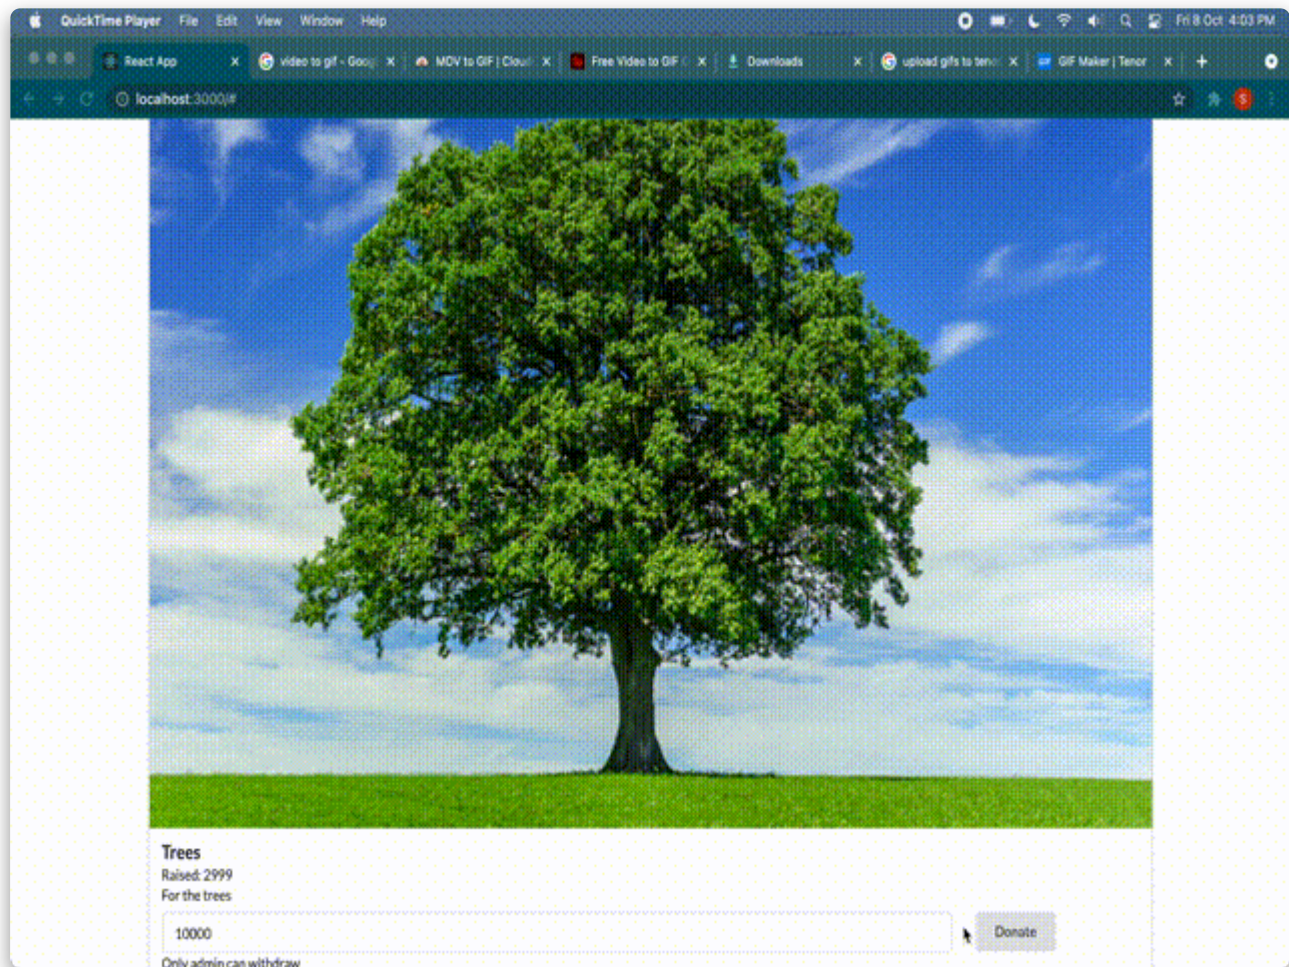 QuickTime Player File Edit View Window Help Fri 8 Oct 4:03 PM
React App video to gif - Goog MOV to GIF | Cloud Free Video to GIF Downloads upload gifs to teno GIF Maker | Tenor
localhost:3000/#
S
Trees
Raised: 2999
For the trees
10000
Donate
Only admin can withdraw